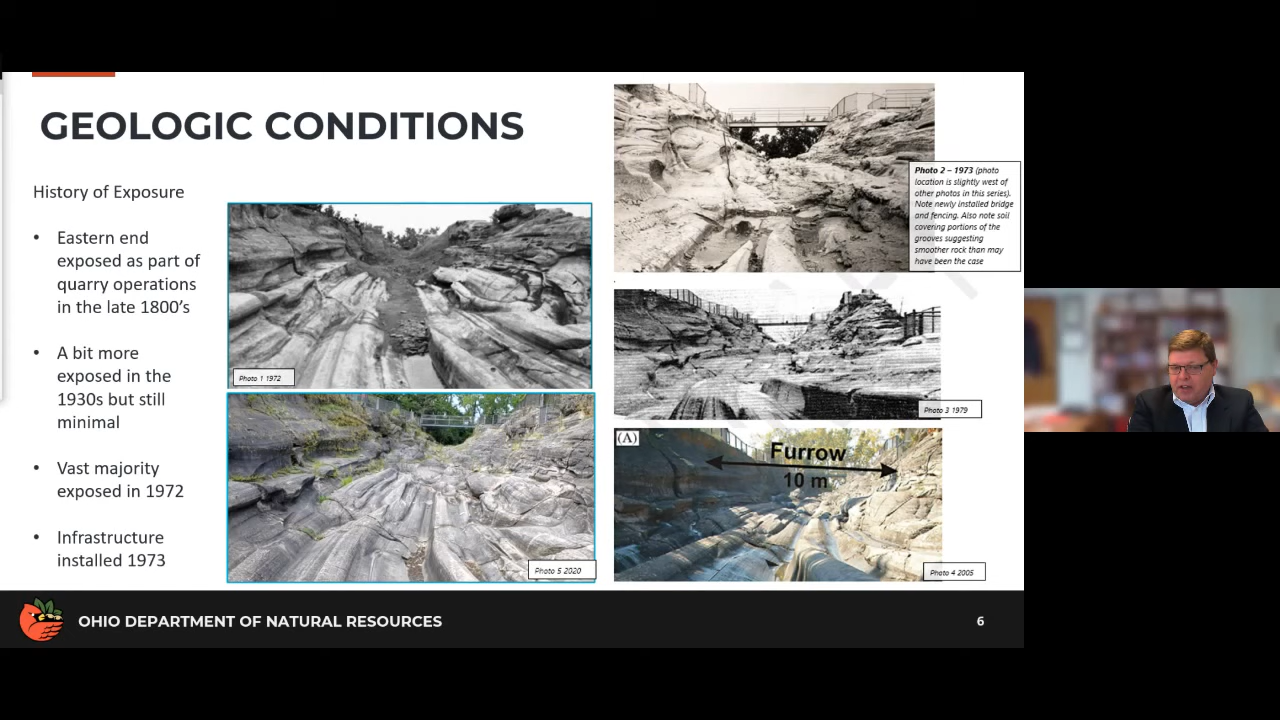 GEOLOGIC CONDITIONS
History of Exposure
• Eastern end
exposed as part of
quarry operations
in the late 1800's
• A bit more
exposed in the
1930s but still
minimal
• Vast majority
exposed in 1972
• Infrastructure
installed 1973
Photo 1 1972
Photo 5 2020
Photo 2 – 1973 (photo
location is slightly west of
other photos in this series).
Note newly installed bridge
and fencing. Also note soil
covering portions of the
grooves suggesting
smoother rock than may
have been the case
Photo 3 1979
(A)
Furrow
10 m
Photo 4 2005
OHIO DEPARTMENT OF NATURAL RESOURCES
6